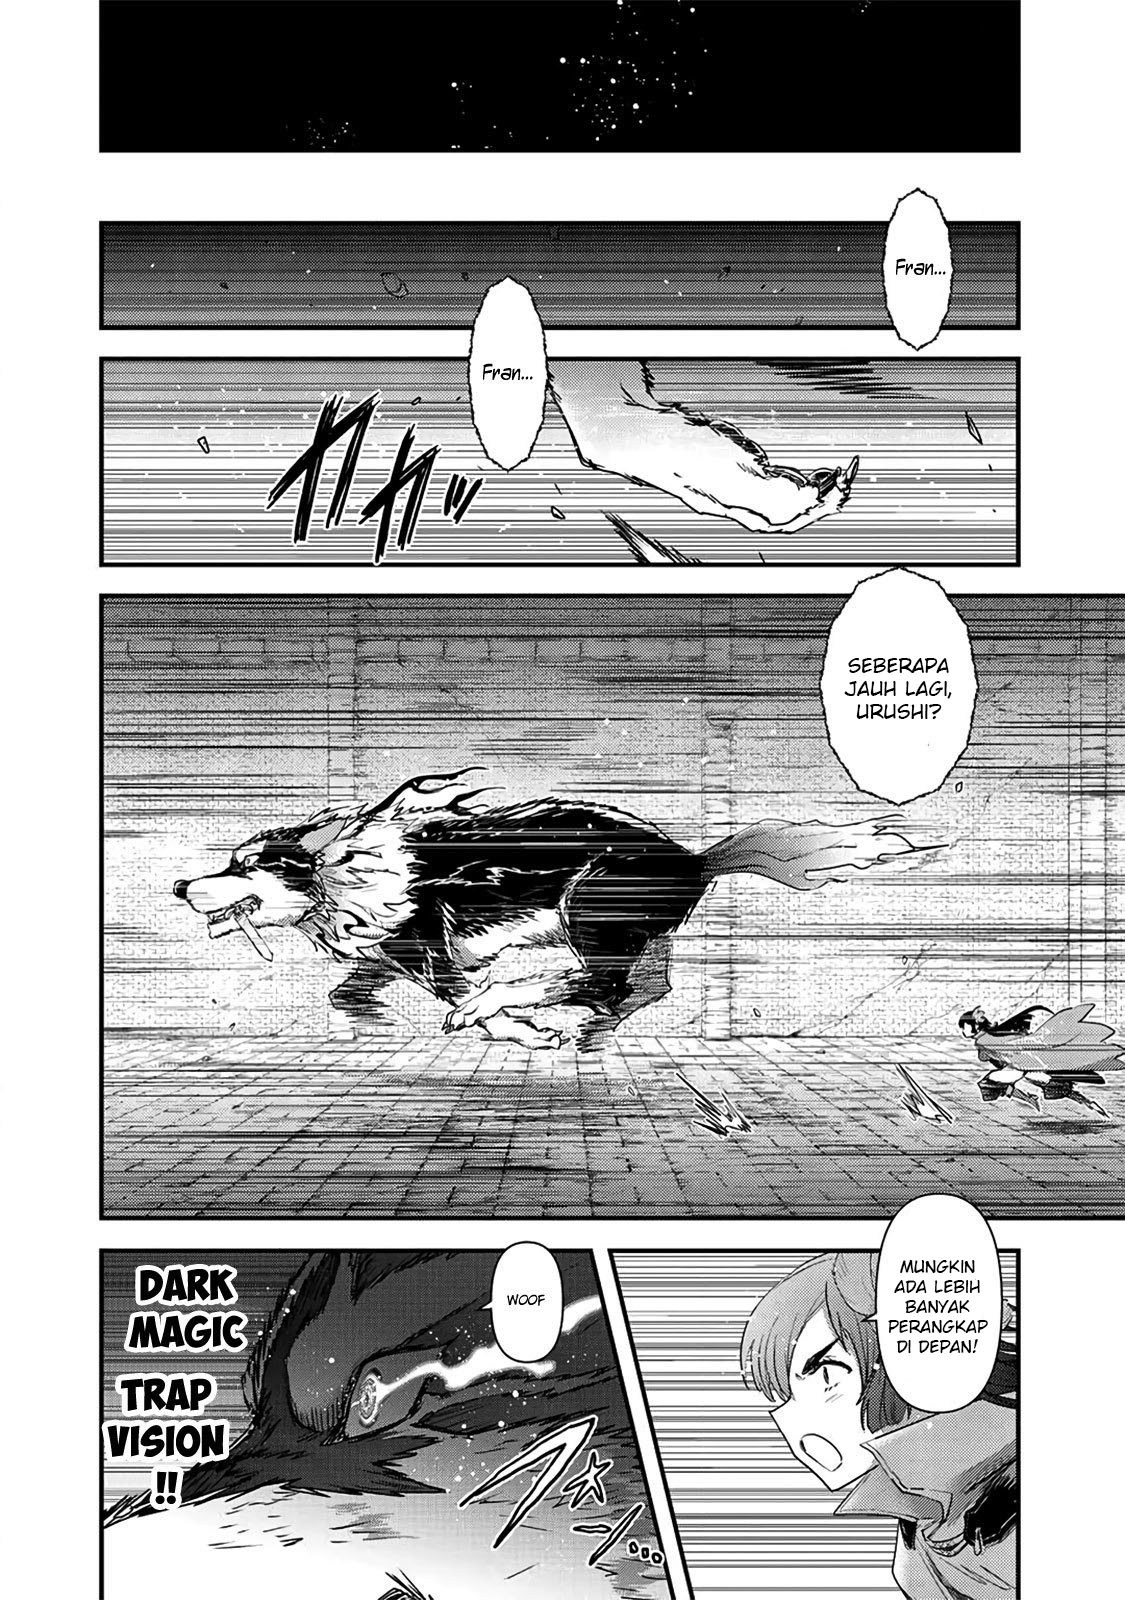 Fran...
Fran...
ガガッ
SEBERAPA
JAUH LAGI,
URUSHI?
MUNGKIN
ADA LEBIH
BANYAK
PERANGKAP
DI DEPAN!
WOOF
DARK
MAGIC
TRAP
VISION
!!